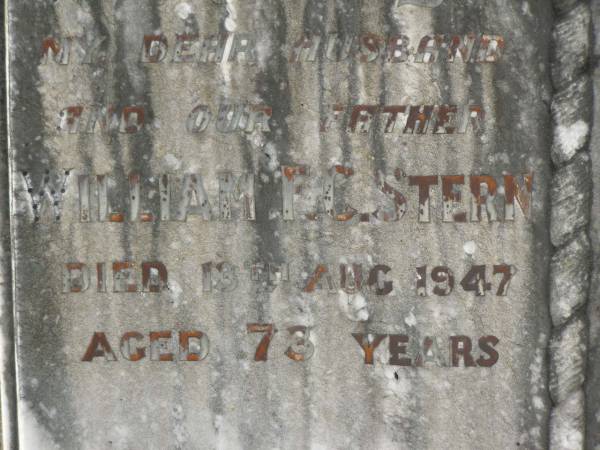 MY DEAR HUSBAND
AND OUR FATHER
WILLIAM F.C. STERN
DIED 13TH AUG 1947
AGED 73 YEARS